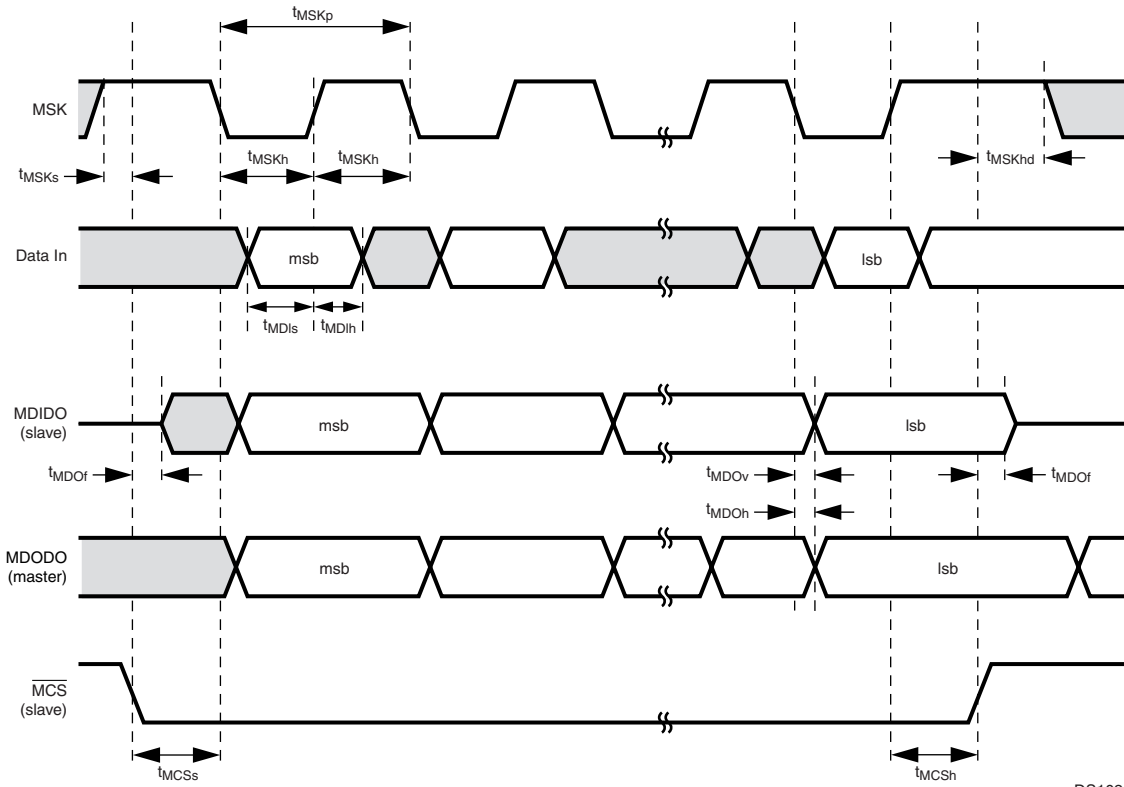 tMSKp
MSK
tMSKh
tMSKh
tMSKs
tMSKhd
Data In
msb
lsb
tMDIs
tMDIh
MDIDO
(slave)
msb
lsb
tMDOf
tMDOv
tMDOf
tMDOh
MDODO
(master)
msb
lsb
MCS
(slave)
tMCSs
tMCSh